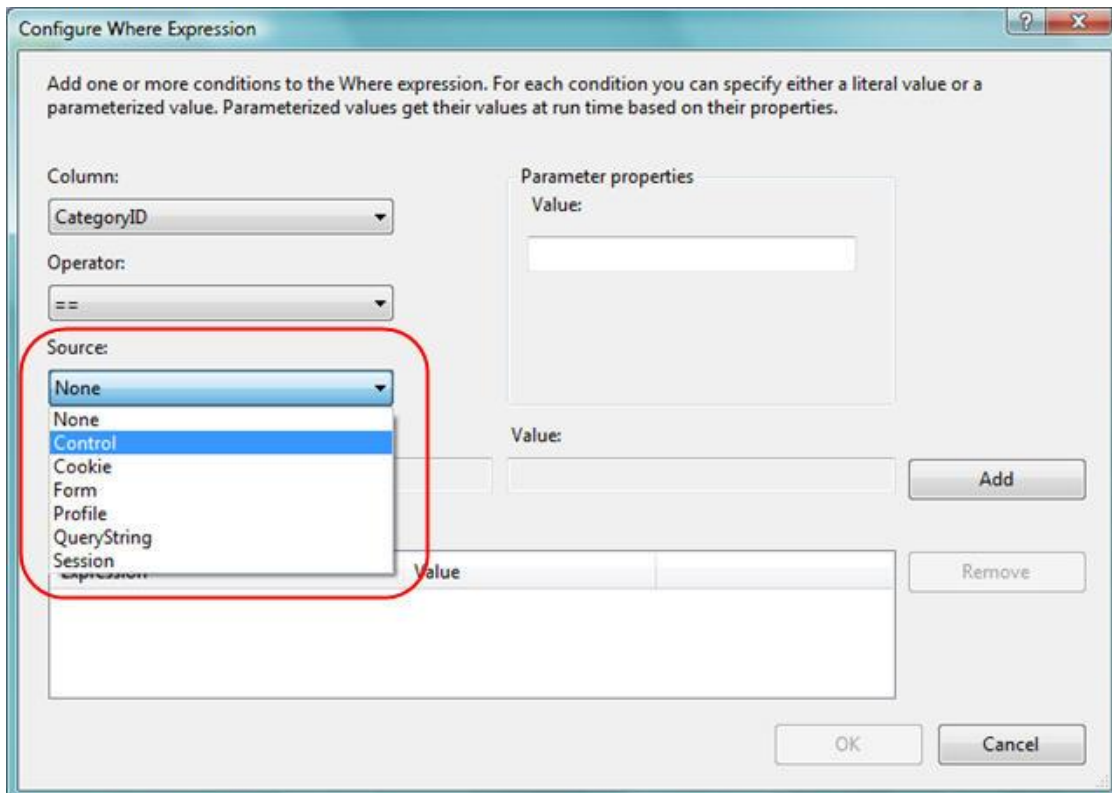 Configure Where Expression
Add one or more conditions to the Where expression. For each condition you can specify either a literal value or a
parameterized value. Parameterized values get their values at run time based on their properties.
Column:
CategoryID
Operator:
==
Source:
None
None
Control
Cookie
Form
Profile
QueryString
Session
Parameter properties
Value:
Value:
Add
Expression Value
Remove
OK Cancel